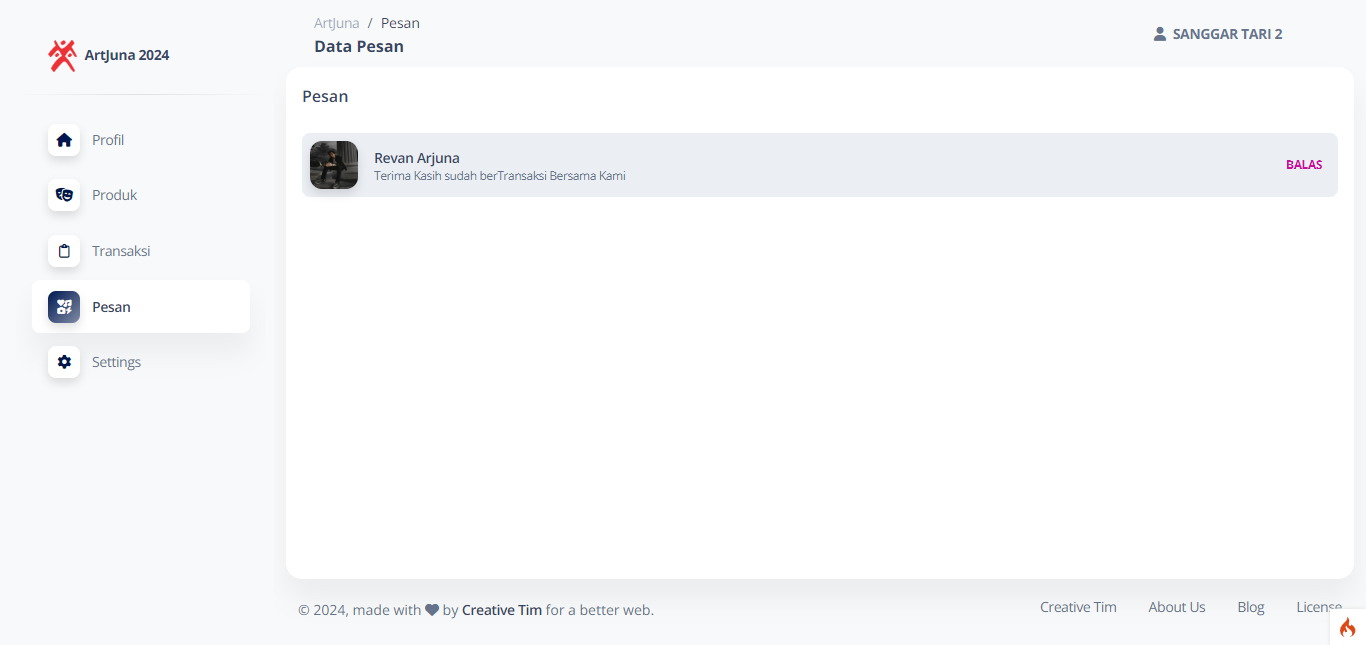 ArtJuna 2024
Profil
Produk
Transaksi
Pesan
Settings
ArtJuna / Pesan
Data Pesan
SANGGAR TARI 2
Pesan
Revan Arjuna
Terima Kasih sudah berTransaksi Bersama Kami
BALAS
© 2024, made with by Creative Tim for a better web.
Creative Tim
About Us
Blog
License